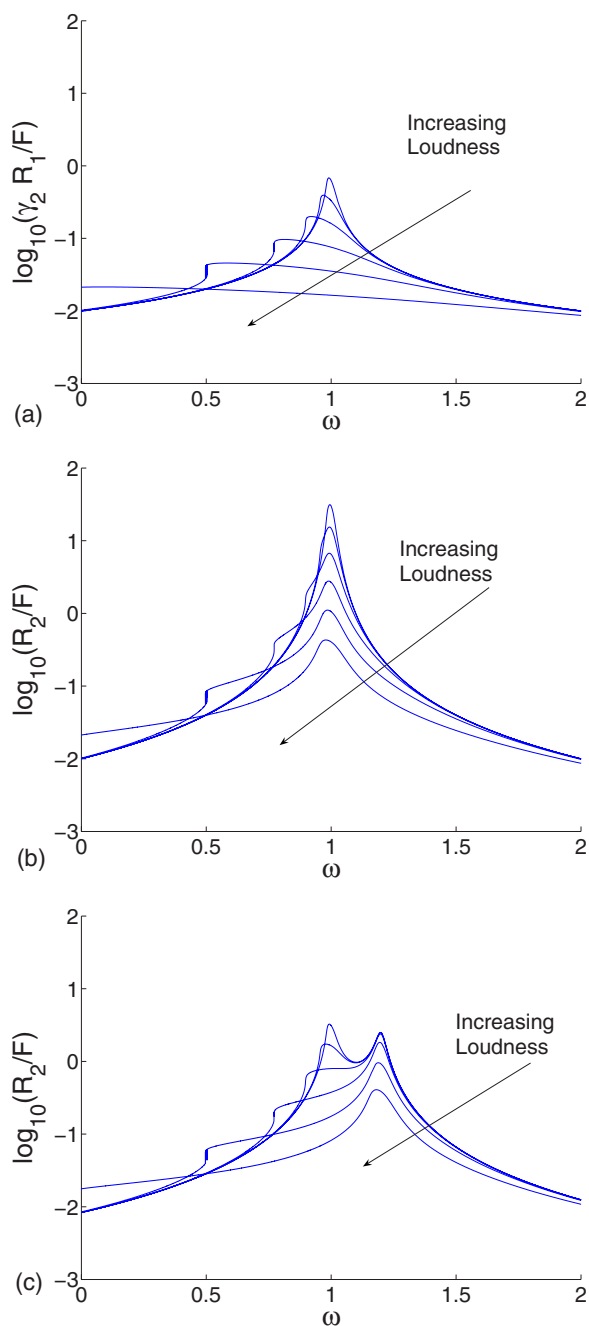 2
1
0
−1
−2
−3
log₁₀(γ₂ R₁/F)
Increasing
Loudness
0 0.5 1 1.5 2
ω
(a)
2
1
0
−1
−2
−3
log₁₀(R₂/F)
Increasing
Loudness
0 0.5 1 1.5 2
ω
(b)
2
1
0
−1
−2
−3
log₁₀(R₂/F)
Increasing
Loudness
0 0.5 1 1.5 2
ω
(c)